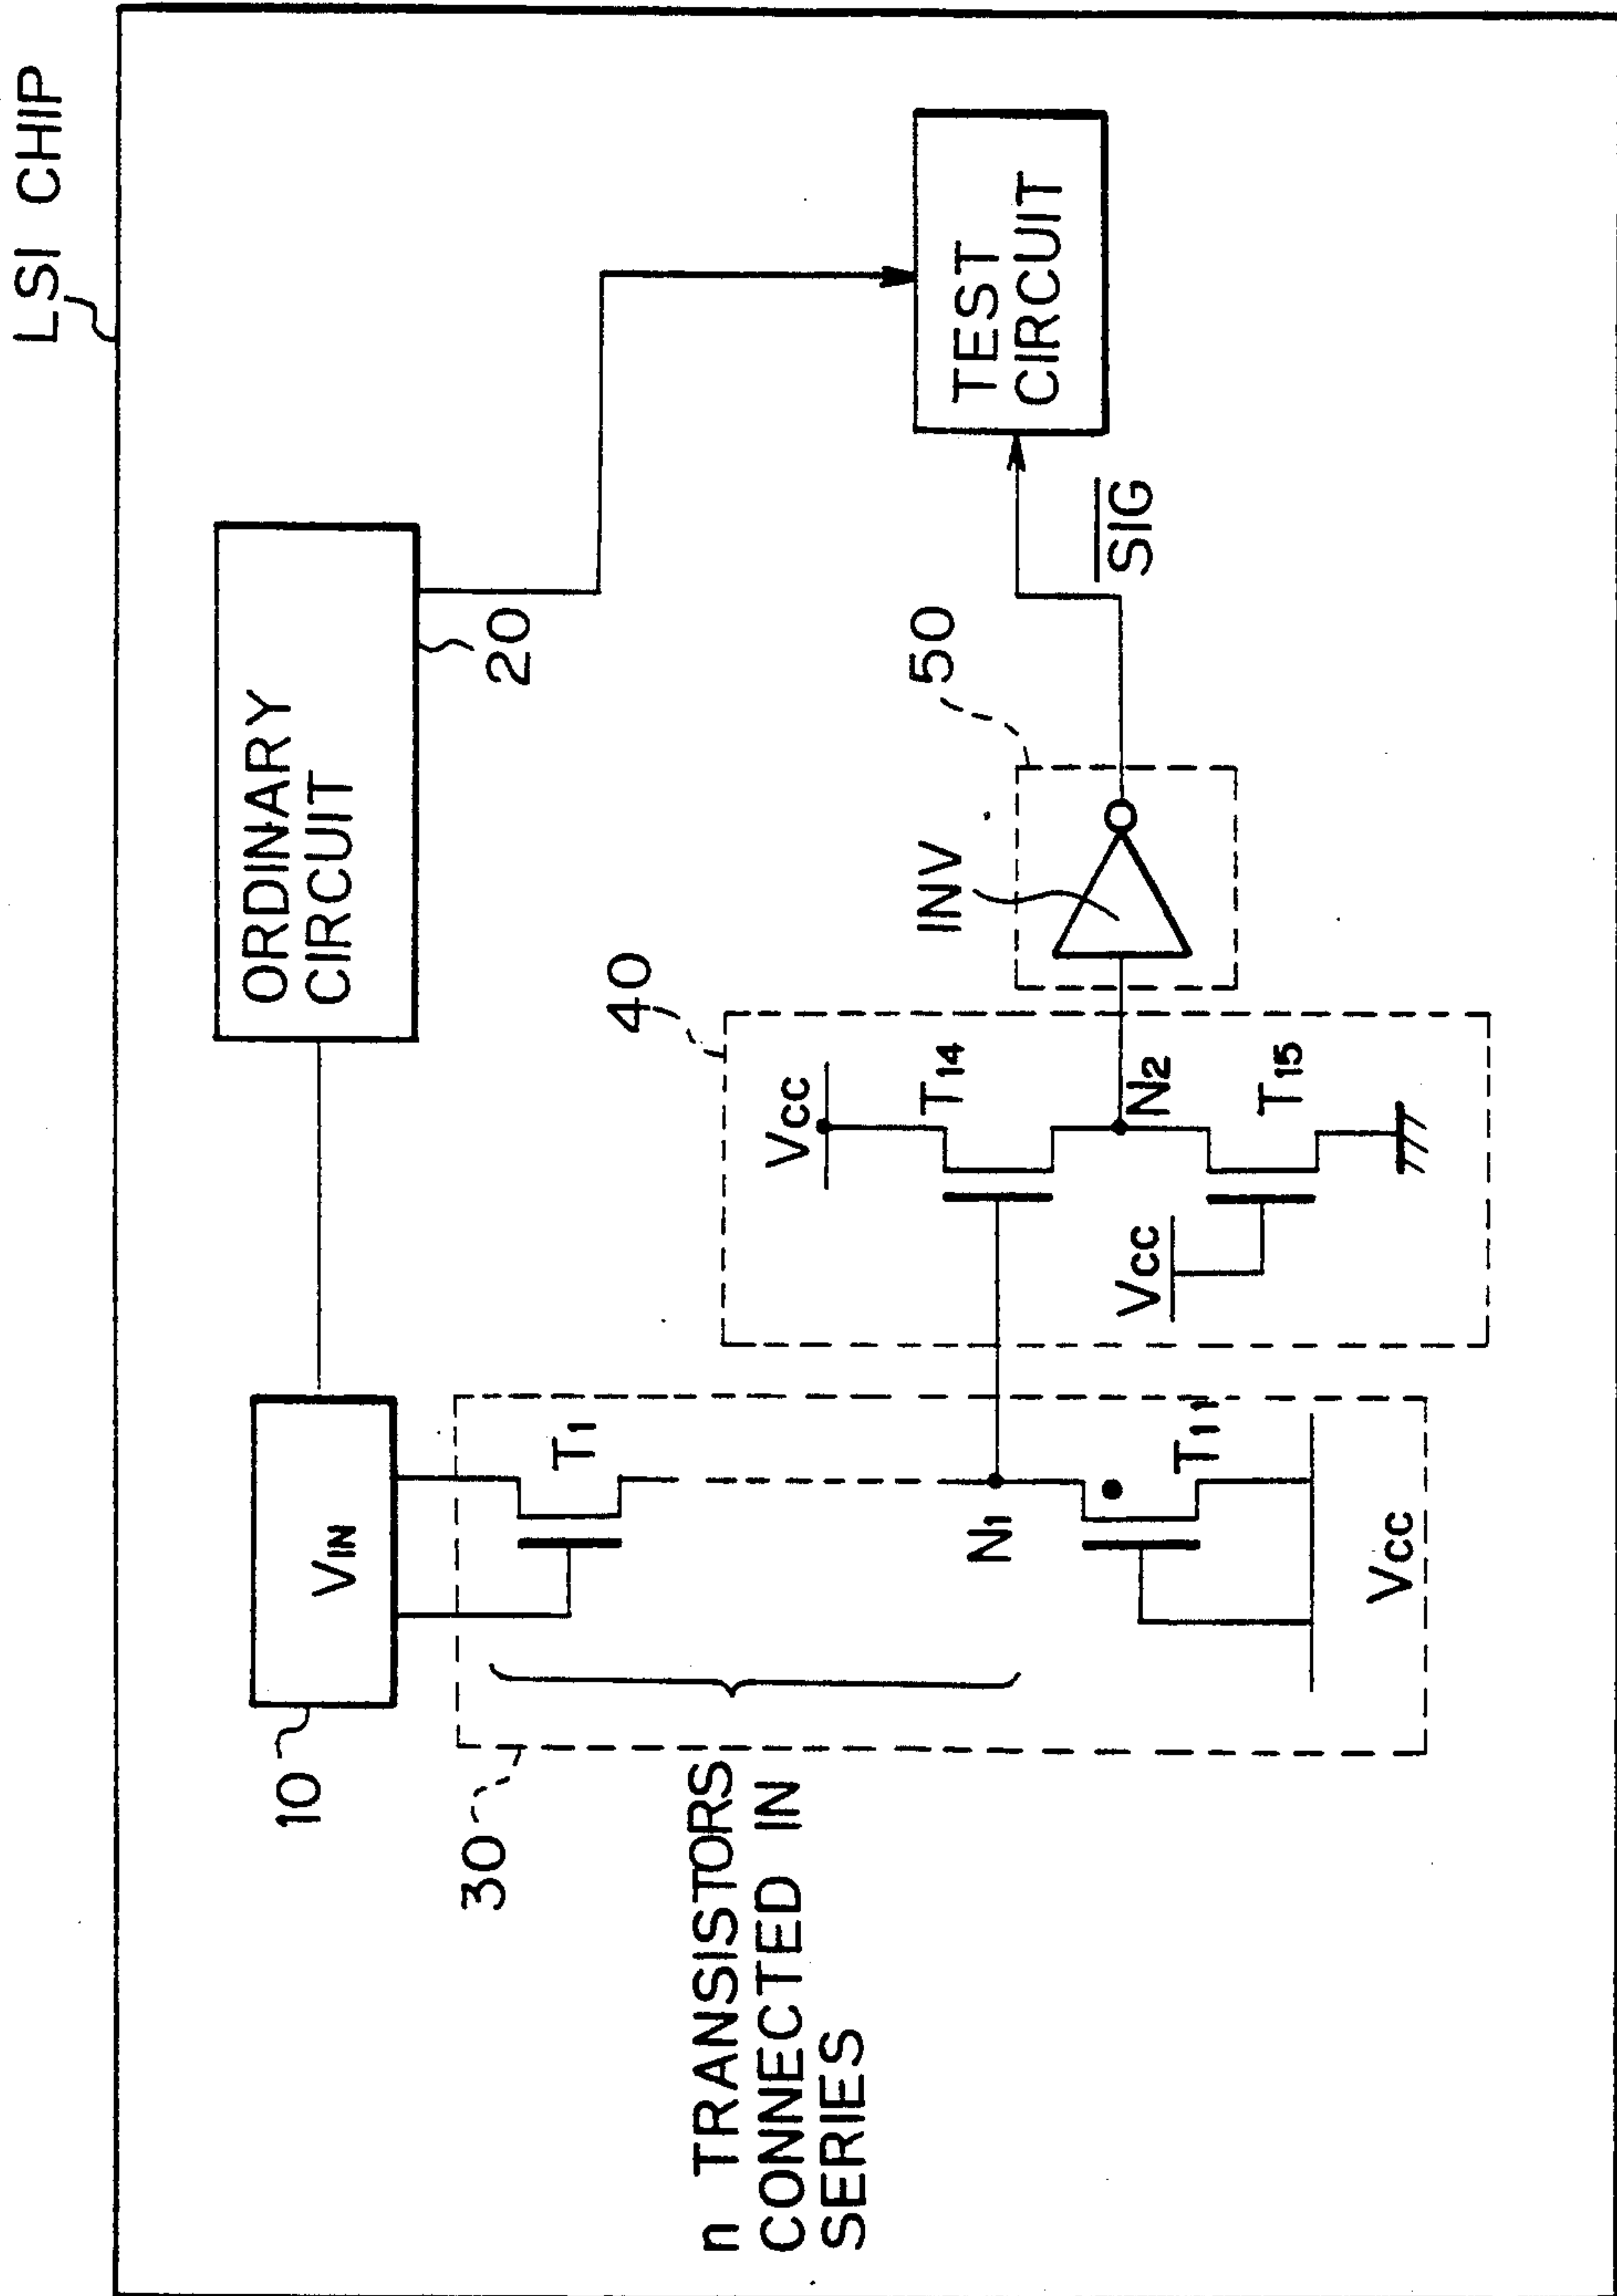 LSI CHIP
10
VIN
ORDINARY
CIRCUIT
20
30
T1
n TRANSISTORS
CONNECTED IN
SERIES
N1
T11
VCC
40
VCC
T14
N2
VCC
T15
50
INV
SIG
TEST
CIRCUIT